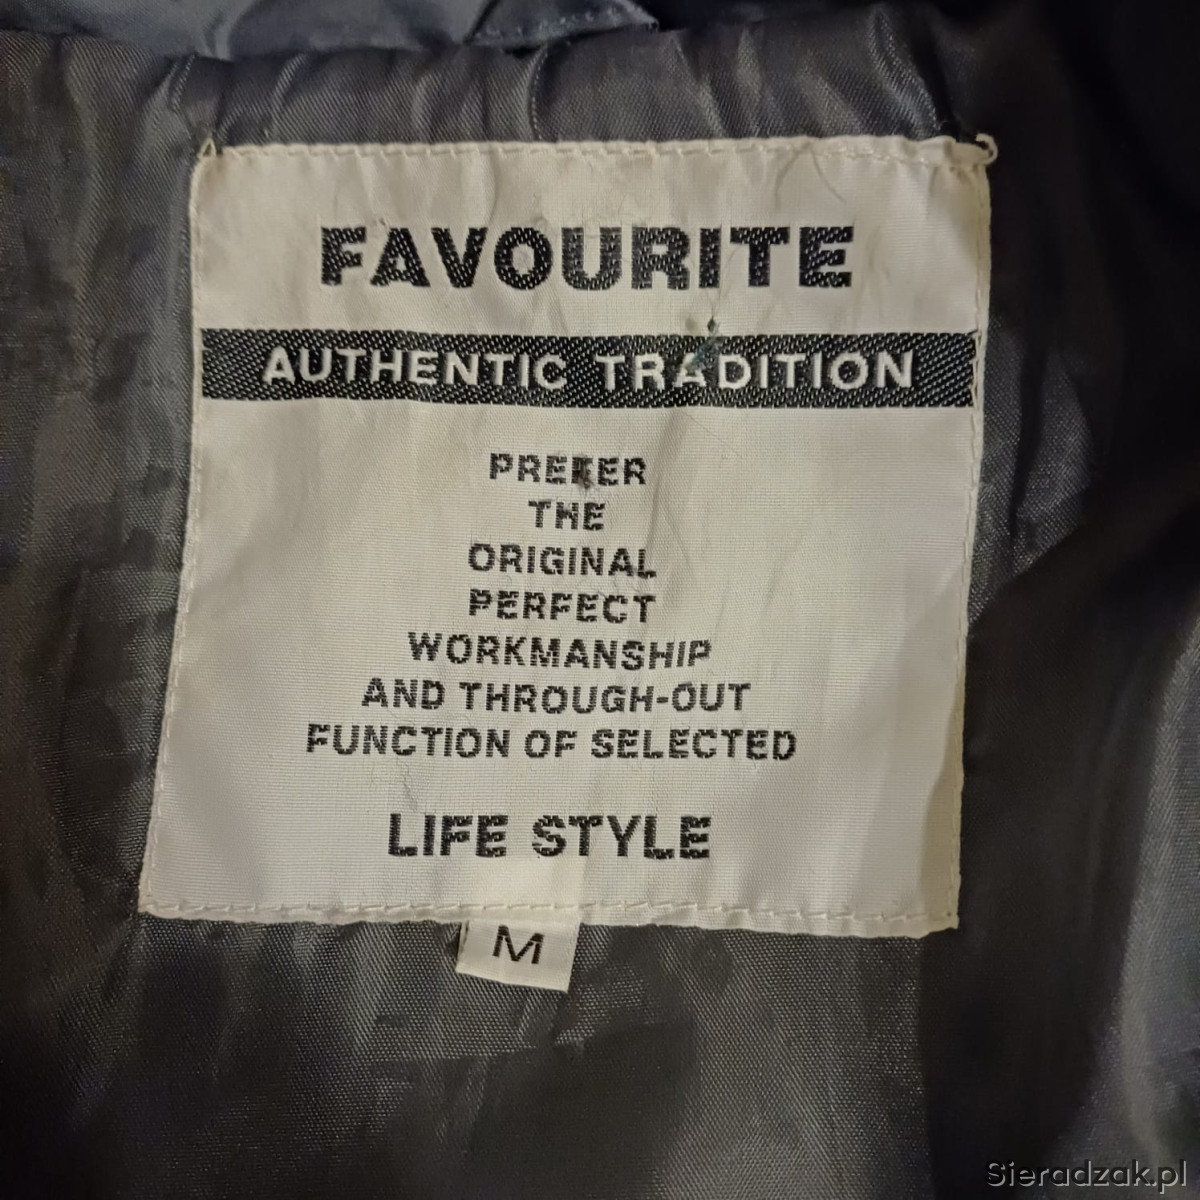 FAVOURITE
AUTHENTIC TRADITION
PREFER
THE
ORIGINAL
PERFECT
WORKMANSHIP
AND THROUGH-OUT
FUNCTION OF SELECTED
LIFE STYLE
M
Sieradzak.pl